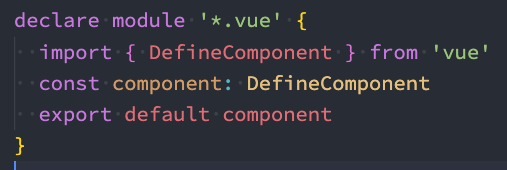 declare module '*.vue' {
  import { DefineComponent } from 'vue'
  const component: DefineComponent
  export default component
}